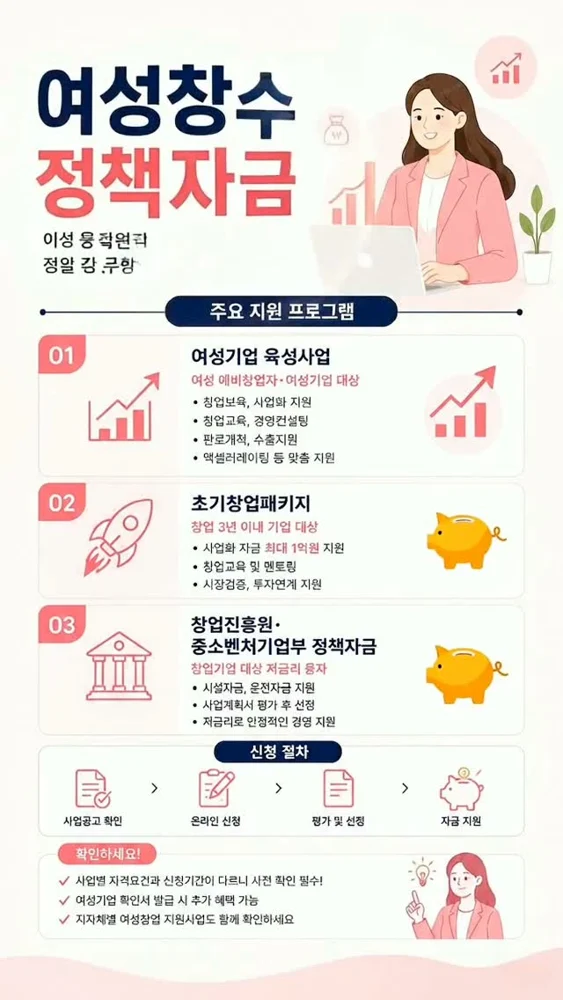 여성창수
정책자금
이성
정알 강
주요 지원 프로그램
01
여성기업 육성사업
여성 예비창업자·여성기업 대상
• 창업보육, 사업화 지원
• 창업교육, 경영컨설팅
• 판로개척, 수출지원
• 액셀러레이팅 등 맞춤 지원
02
초기창업패키지
창업 3년 이내 기업 대상
• 사업화 자금 최대 1억원 지원
• 창업교육 및 멘토링
• 시장검증, 투자연계 지원
03
창업진흥원·
중소벤처기업부 정책자금
창업기업 대상 저금리 융자
• 시설자금, 운전자금 지원
• 사업계획서 평가 후 선정
• 저금리로 안정적인 경영 지원
신청 절차
사업공고 확인 > 온라인 신청 > 평가 및 선정 > 자금 지원
확인하세요!
✓ 사업별 자격요건과 신청기간이 다르니 사전 확인 필수!
✓ 여성기업 확인서 발급 시 추가 혜택 가능
✓ 지자체별 여성창업 지원사업도 함께 확인하세요